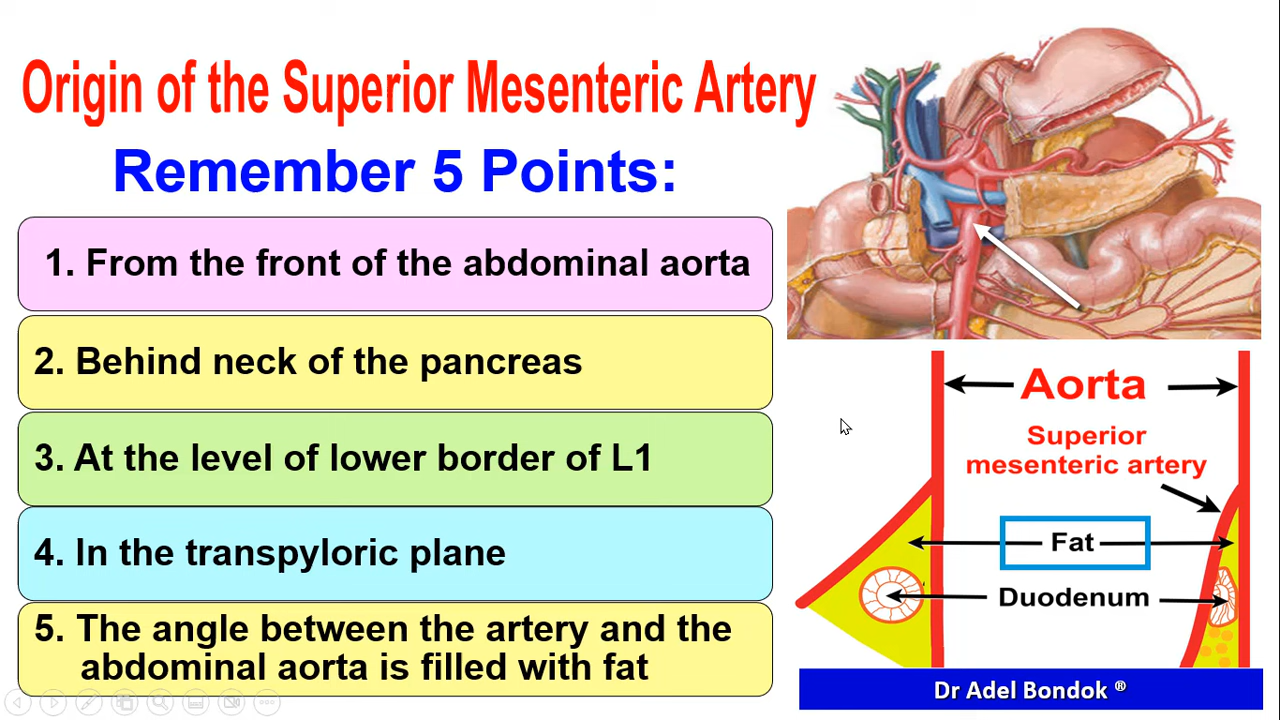 Origin of the Superior Mesenteric Artery
Remember 5 Points:
1. From the front of the abdominal aorta
2. Behind neck of the pancreas
3. At the level of lower border of L1
4. In the transpyloric plane
5. The angle between the artery and the
abdominal aorta is filled with fat
Aorta
Superior
mesenteric artery
Fat
Duodenum
Dr Adel Bondok ®